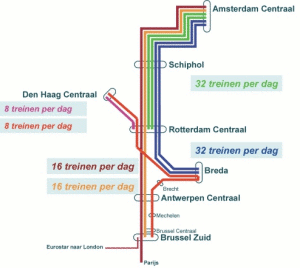 Amsterdam Centraal
Schiphol
32 treinen per dag
Den Haag Centraal
8 treinen per dag
8 treinen per dag
Rotterdam Centraal
32 treinen per dag
16 treinen per dag
Breda
16 treinen per dag
Antwerpen Centraal
Mechelen
Brussel Centraal
Brussel Zuid
Eurostar naar London
Parijs